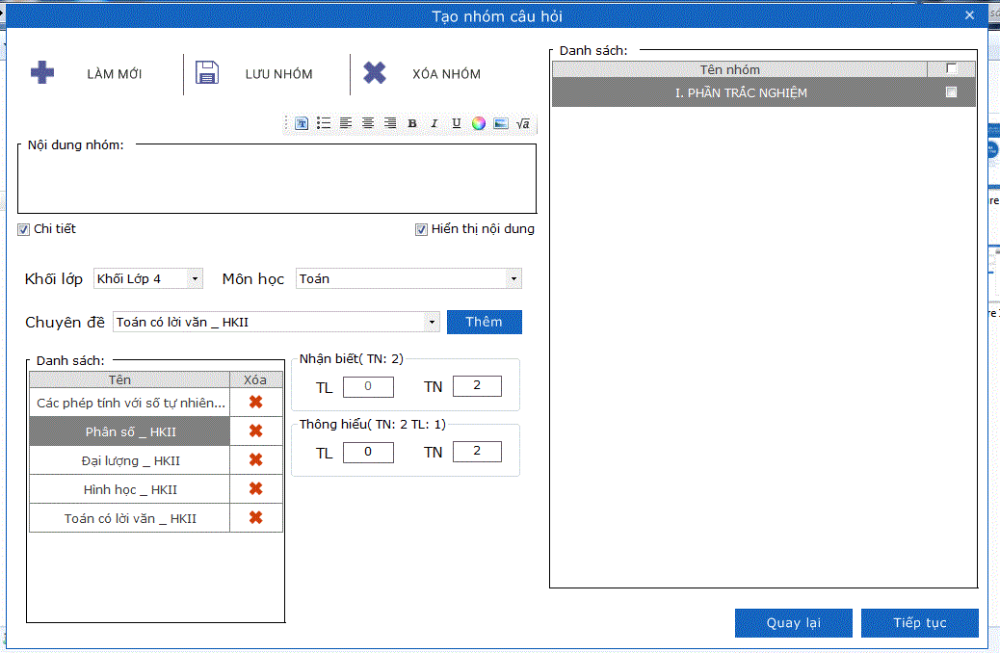 Tạo nhóm câu hỏi
LÀM MỚI
LƯU NHÓM
XÓA NHÓM
B I U √a
Nội dung nhóm:
Chi tiết
Hiển thị nội dung
Khối lớp Khối Lớp 4 Môn học Toán
Chuyên đề Toán có lời văn _ HKII Thêm
Danh sách:
Tên Xóa
Các phép tính với số tự nhiên...
Phân số _ HKII
Đại lượng _ HKII
Hình học _ HKII
Toán có lời văn _ HKII
Nhận biết( TN: 2)
TL 0 TN 2
Thông hiểu( TN: 2 TL: 1)
TL 0 TN 2
Danh sách:
Tên nhóm
I. PHẦN TRẮC NGHIỆM
Quay lại
Tiếp tục